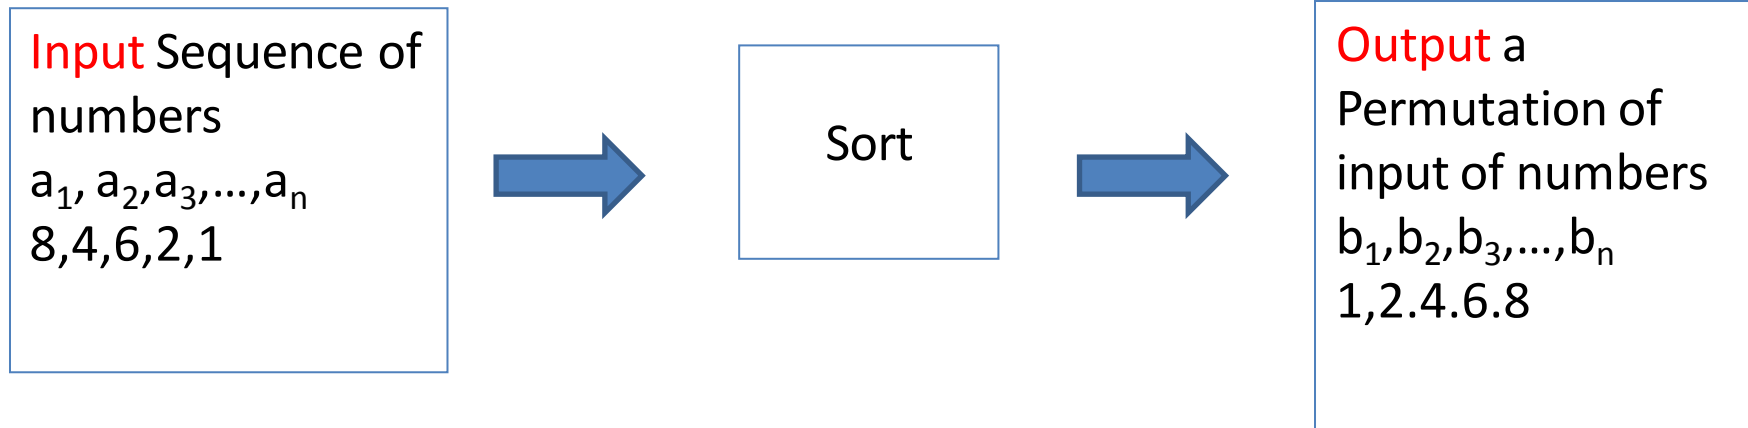 Input Sequence of
numbers
a₁, a₂,a₃,...,aₙ
8,4,6,2,1
Sort
Output a
Permutation of
input of numbers
b₁,b₂,b₃,...,bₙ
1,2.4.6.8